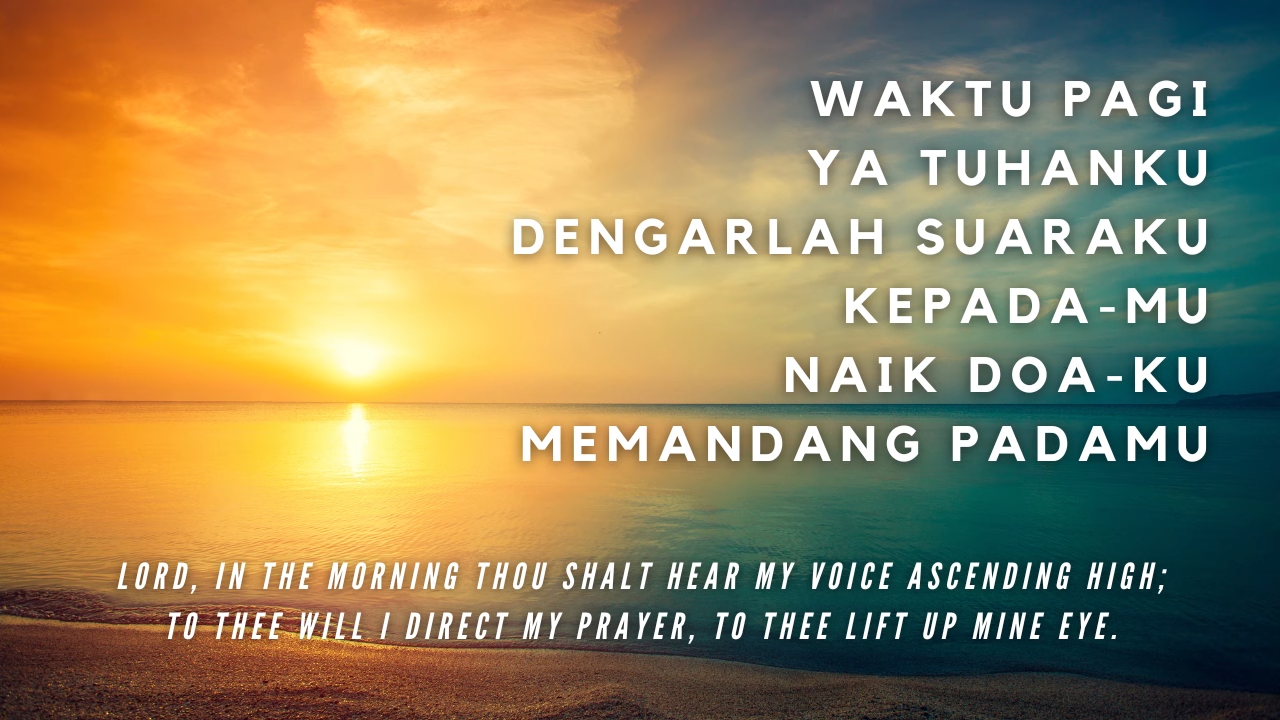 WAKTU PAGI
YA TUHANKU
DENGARLAH SUARAKU
KEPADA-MU
NAIK DOA-KU
MEMANDANG PADAMU
LORD, IN THE MORNING THOU SHALT HEAR MY VOICE ASCENDING HIGH;
TO THEE WILL I DIRECT MY PRAYER, TO THEE LIFT UP MINE EYE.